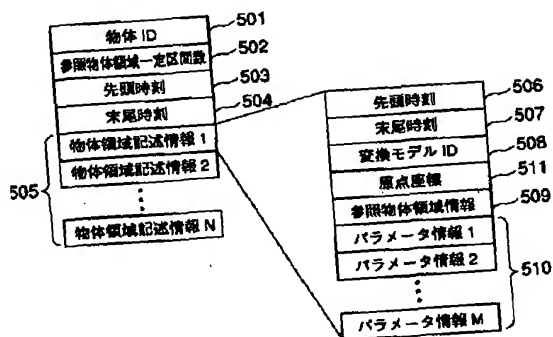 物体 ID
501
参照物体領域一定区間数
502
先頭時刻
503
末尾時刻
504
物体領域記述情報 1
物体領域記述情報 2
物体領域記述情報 N
505
先頭時刻
506
末尾時刻
507
変換モデル ID
508
原点座標
511
参照物体領域情報
509
パラメータ情報 1
パラメータ情報 2
パラメータ情報 M
510